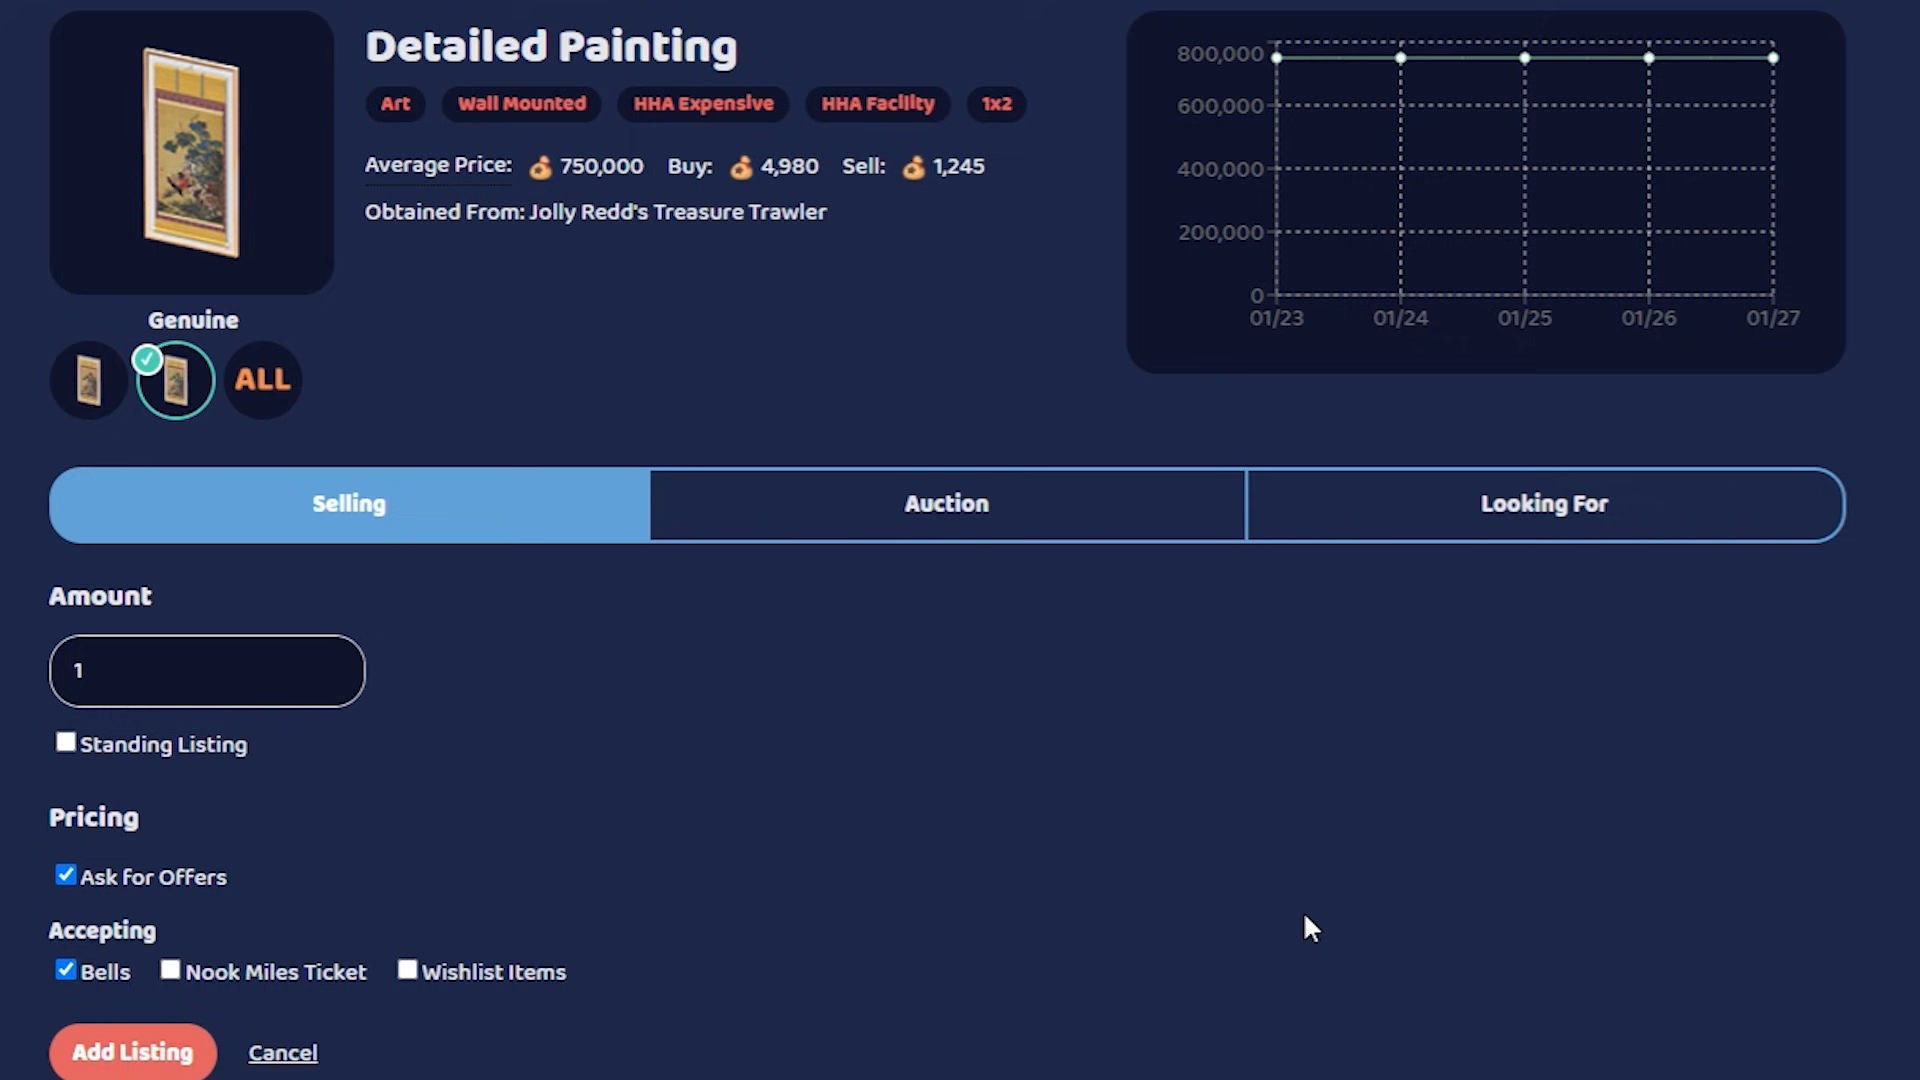 Detailed Painting
Art Wall Mounted HHA Expensive HHA Facility 1x2
Average Price: 750,000 Buy: 4,980 Sell: 1,245
Obtained From: Jolly Redd's Treasure Trawler
800,000
600,000
400,000
200,000
0
01/23 01/24 01/25 01/26 01/27
Genuine
ALL
Selling Auction Looking For
Amount
1
Standing Listing
Pricing
Ask for Offers
Accepting
Bells Nook Miles Ticket Wishlist Items
Add Listing Cancel